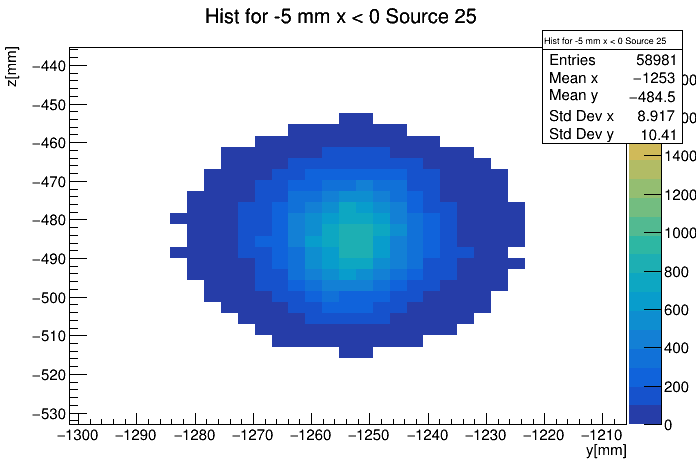 Hist for -5 mm x < 0 Source 25
Hist for -5 mm x < 0 Source 25
Entries 58981
Mean x −1253
Mean y −484.5
Std Dev x 8.917
Std Dev y 10.41
z[mm]
−440
−450
−460
−470
−480
−490
−500
−510
−520
−530
−1300 −1290 −1280 −1270 −1260 −1250 −1240 −1230 −1220 −1210
y[mm]
1400
1200
1000
800
600
400
200
0